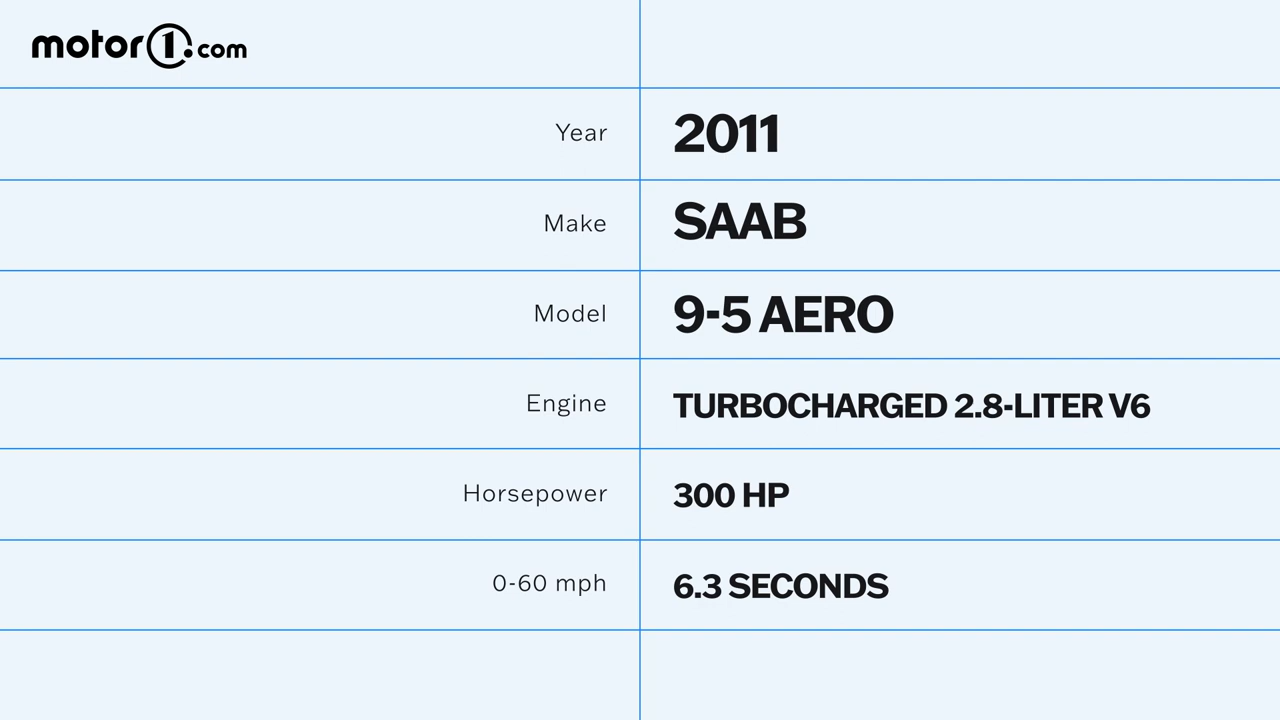 motor1.com
Year 2011
Make SAAB
Model 9-5 AERO
Engine TURBOCHARGED 2.8-LITER V6
Horsepower 300 HP
0-60 mph 6.3 SECONDS